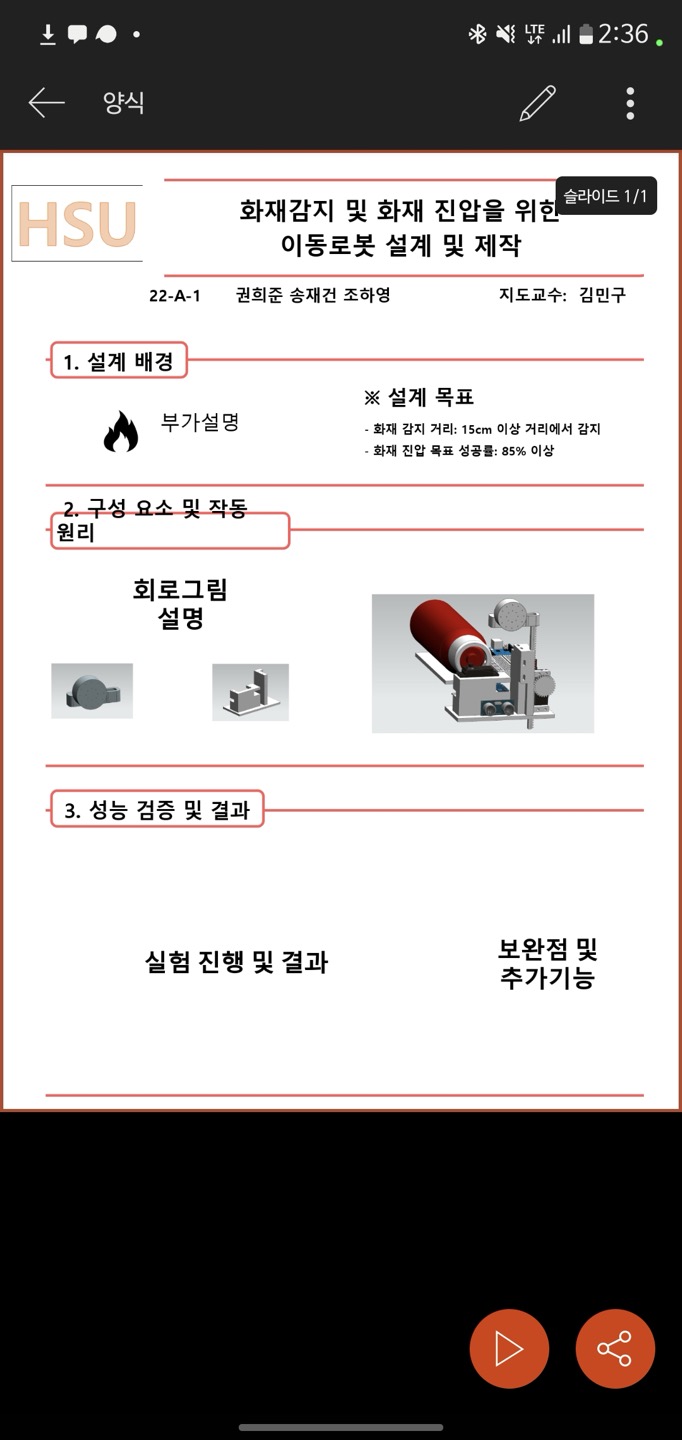 LTE 2:36
양식
슬라이드 1/1
HSU
화재감지 및 화재 진압을 위한
이동로봇 설계 및 제작
22-A-1 권희준 송재건 조하영 지도교수: 김민구
1. 설계 배경
부가설명
※ 설계 목표
- 화재 감지 거리: 15cm 이상 거리에서 감지
- 화재 진압 목표 성공률: 85% 이상
2. 구성 요소 및 작동
원리
회로그림
설명
3. 성능 검증 및 결과
실험 진행 및 결과
보완점 및
추가기능